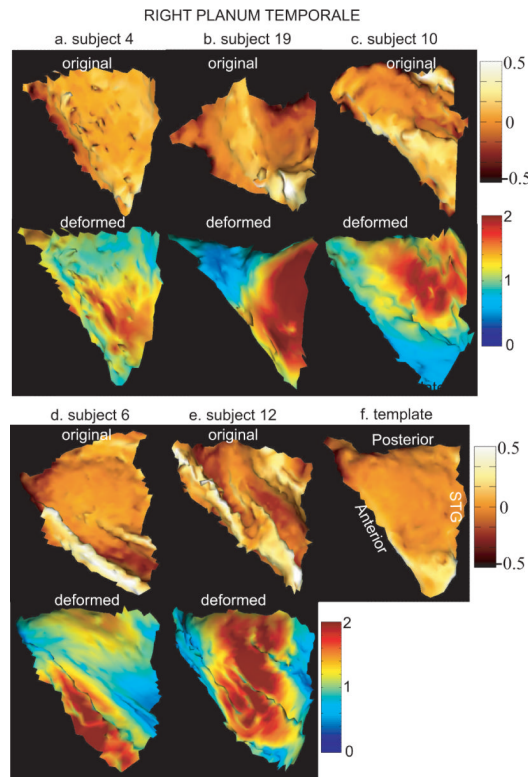 RIGHT PLANUM TEMPORALE
a. subject 4 b. subject 19 c. subject 10
original original original
0.5
0
-0.5
deformed deformed deformed
2
1
0
d. subject 6 e. subject 12 f. template
original original Posterior
Anterior
STG
0.5
0
-0.5
deformed deformed
2
1
0